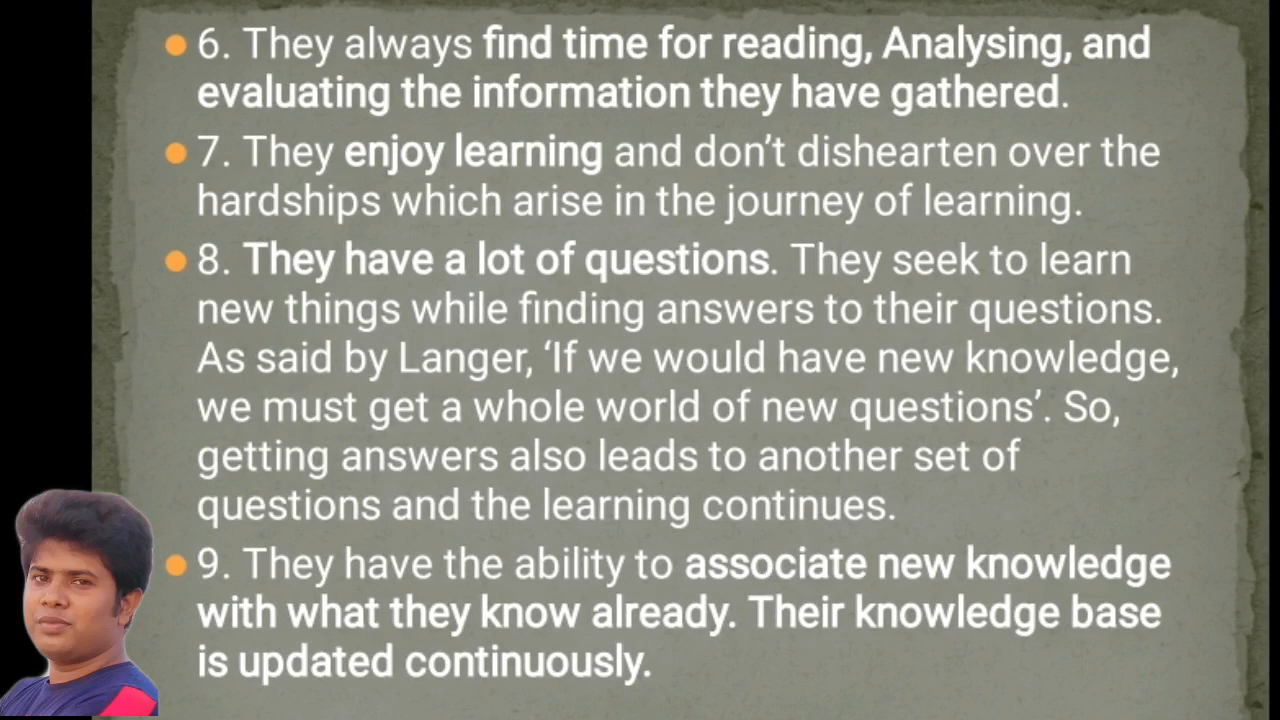 6. They always find time for reading, Analysing, and
evaluating the information they have gathered.
7. They enjoy learning and don’t dishearten over the
hardships which arise in the journey of learning.
8. They have a lot of questions. They seek to learn
new things while finding answers to their questions.
As said by Langer, ‘If we would have new knowledge,
we must get a whole world of new questions’. So,
getting answers also leads to another set of
questions and the learning continues.
9. They have the ability to associate new knowledge
with what they know already. Their knowledge base
is updated continuously.